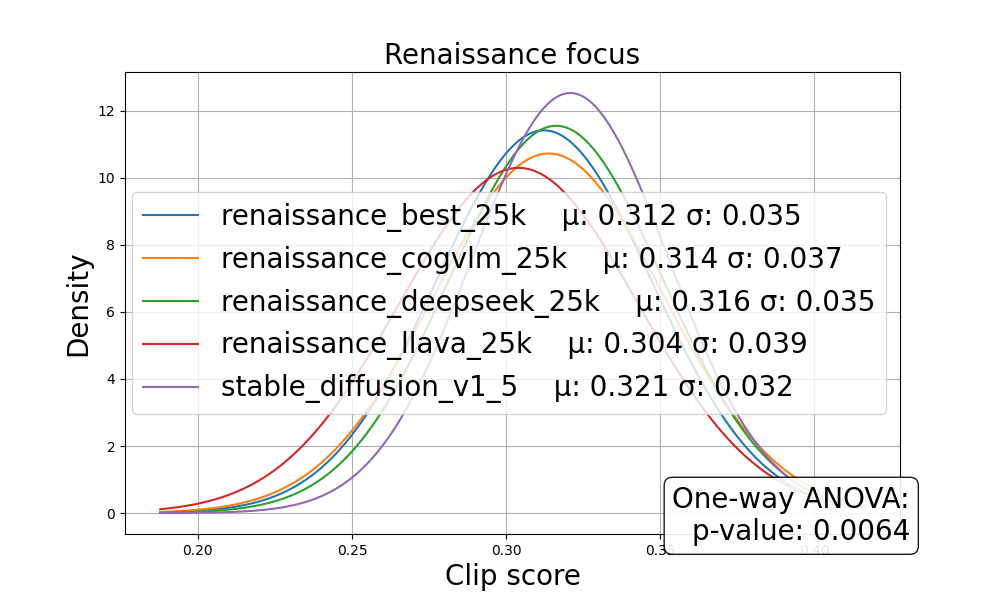 Renaissance focus
12
10
8
6
4
2
0
Density
renaissance_best_25k μ: 0.312 σ: 0.035
renaissance_cogvlm_25k μ: 0.314 σ: 0.037
renaissance_deepseek_25k μ: 0.316 σ: 0.035
renaissance_llava_25k μ: 0.304 σ: 0.039
stable_diffusion_v1_5 μ: 0.321 σ: 0.032
One-way ANOVA:
p-value: 0.0064
0.20 0.25 0.30 0.35 0.40
Clip score